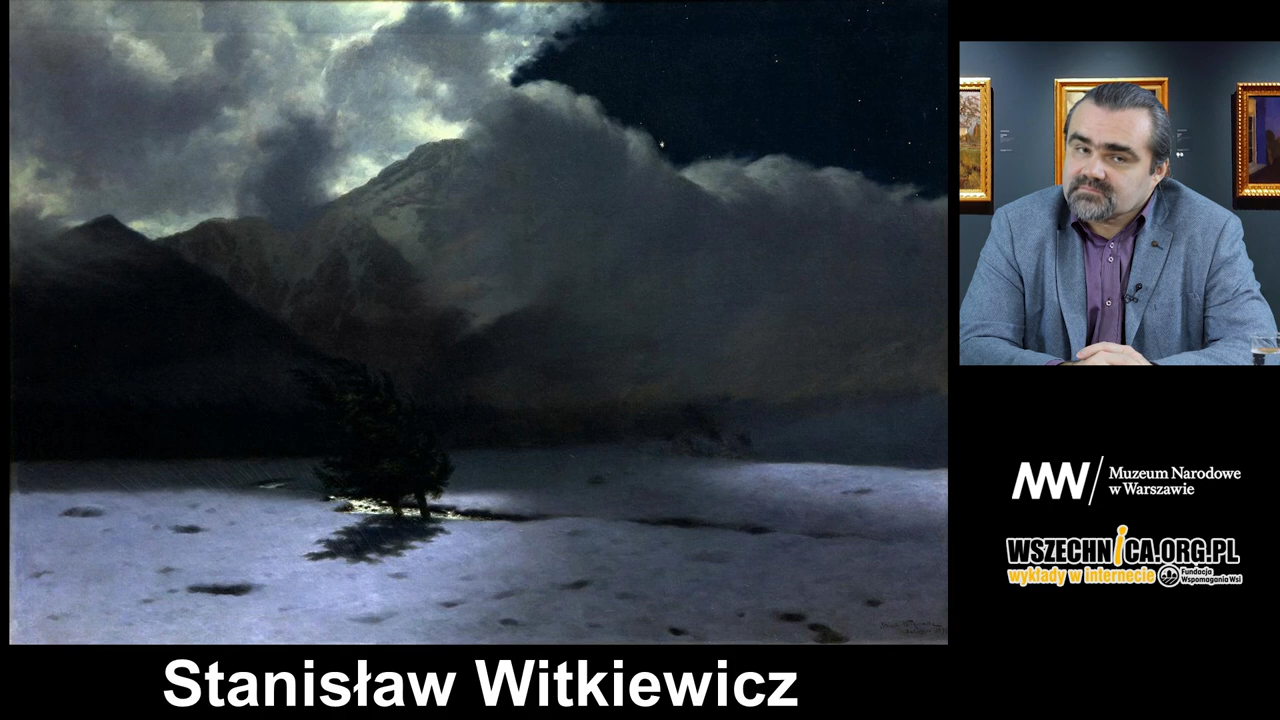 Muzeum Narodowe
w Warszawie
WSZECHNICA.ORG.PL
wykłady w internecie
Fundacja
Wspomagania Wsi
Stanisław Witkiewicz